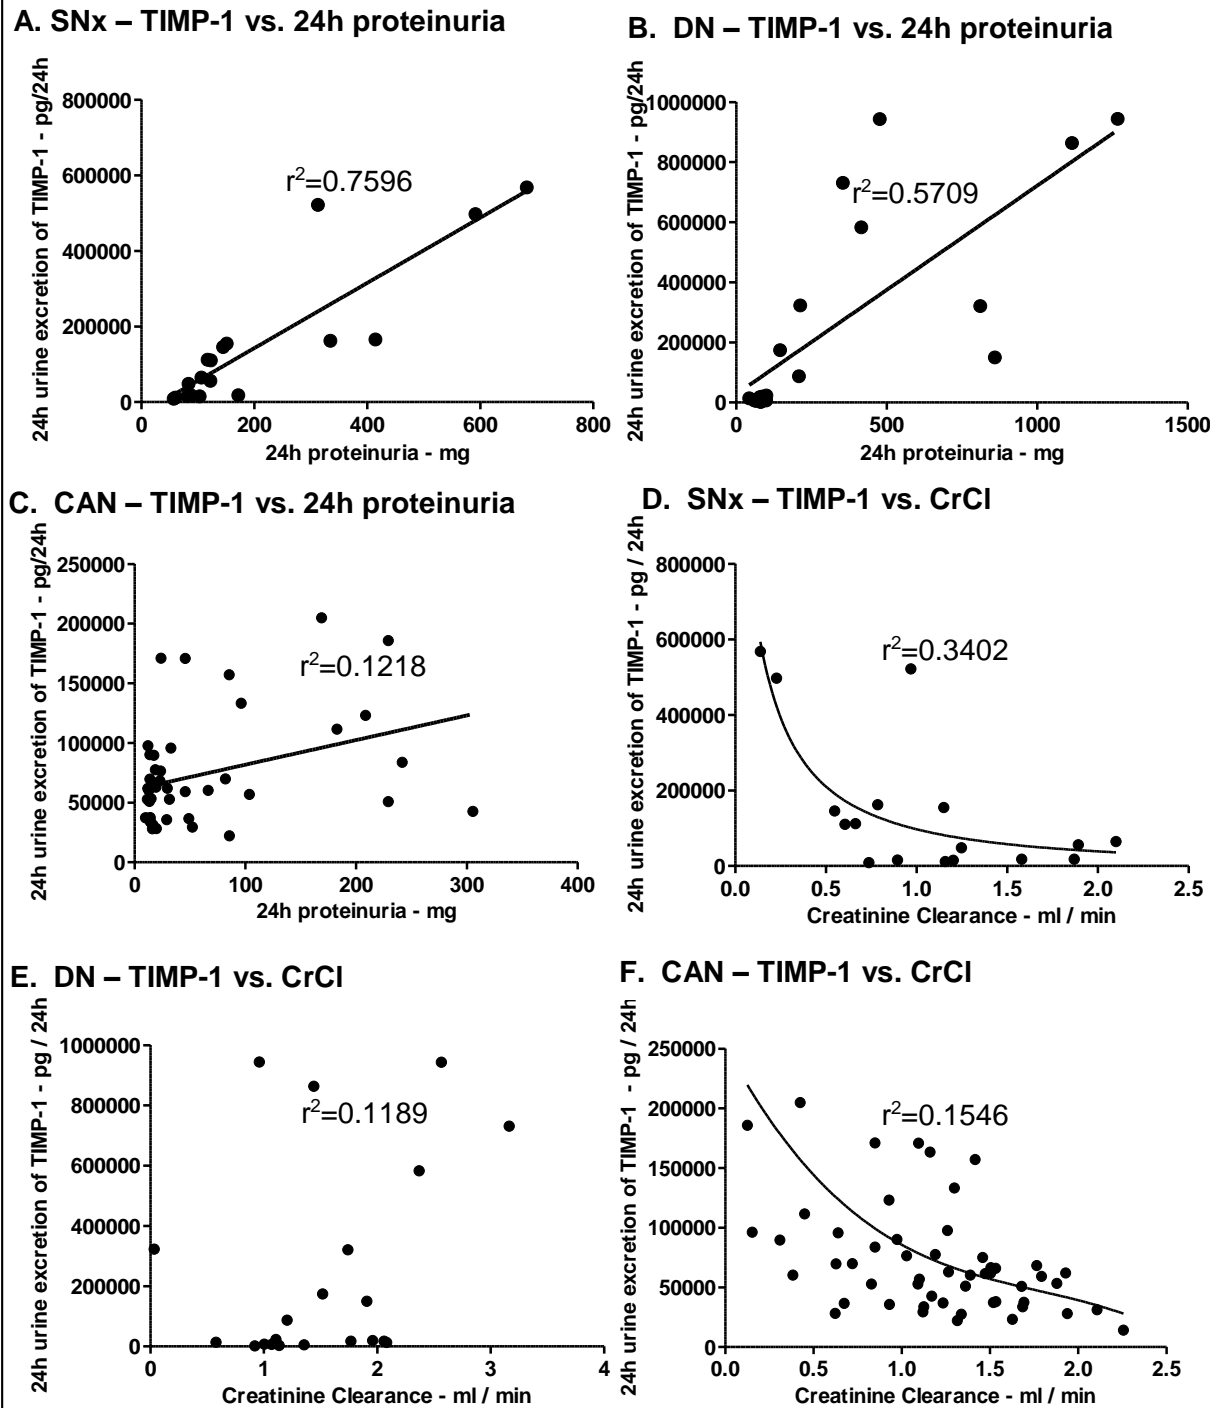 A. SNx – TIMP-1 vs. 24h proteinuria
24h urine excretion of TIMP-1 - pg/24h
800000
600000
400000
200000
0
r²=0.7596
0 200 400 600 800
24h proteinuria - mg
B. DN – TIMP-1 vs. 24h proteinuria
24h urine excretion of TIMP-1 - pg/24h
1000000
800000
600000
400000
200000
0
r²=0.5709
0 500 1000 1500
24h proteinuria - mg
C. CAN – TIMP-1 vs. 24h proteinuria
24h urine excretion of TIMP-1 - pg/24h
250000
200000
150000
100000
50000
0
r²=0.1218
0 100 200 300 400
24h proteinuria - mg
D. SNx – TIMP-1 vs. CrCl
24h urine excretion of TIMP-1 - pg / 24h
800000
600000
400000
200000
0
r²=0.3402
0.0 0.5 1.0 1.5 2.0 2.5
Creatinine Clearance - ml / min
E. DN – TIMP-1 vs. CrCl
24h urine excretion of TIMP-1 - pg / 24h
1000000
800000
600000
400000
200000
0
r²=0.1189
0 1 2 3 4
Creatinine Clearance - ml / min
F. CAN – TIMP-1 vs. CrCl
24h urine excretion of TIMP-1 - pg / 24h
250000
200000
150000
100000
50000
0
r²=0.1546
0.0 0.5 1.0 1.5 2.0 2.5
Creatinine Clearance - ml / min